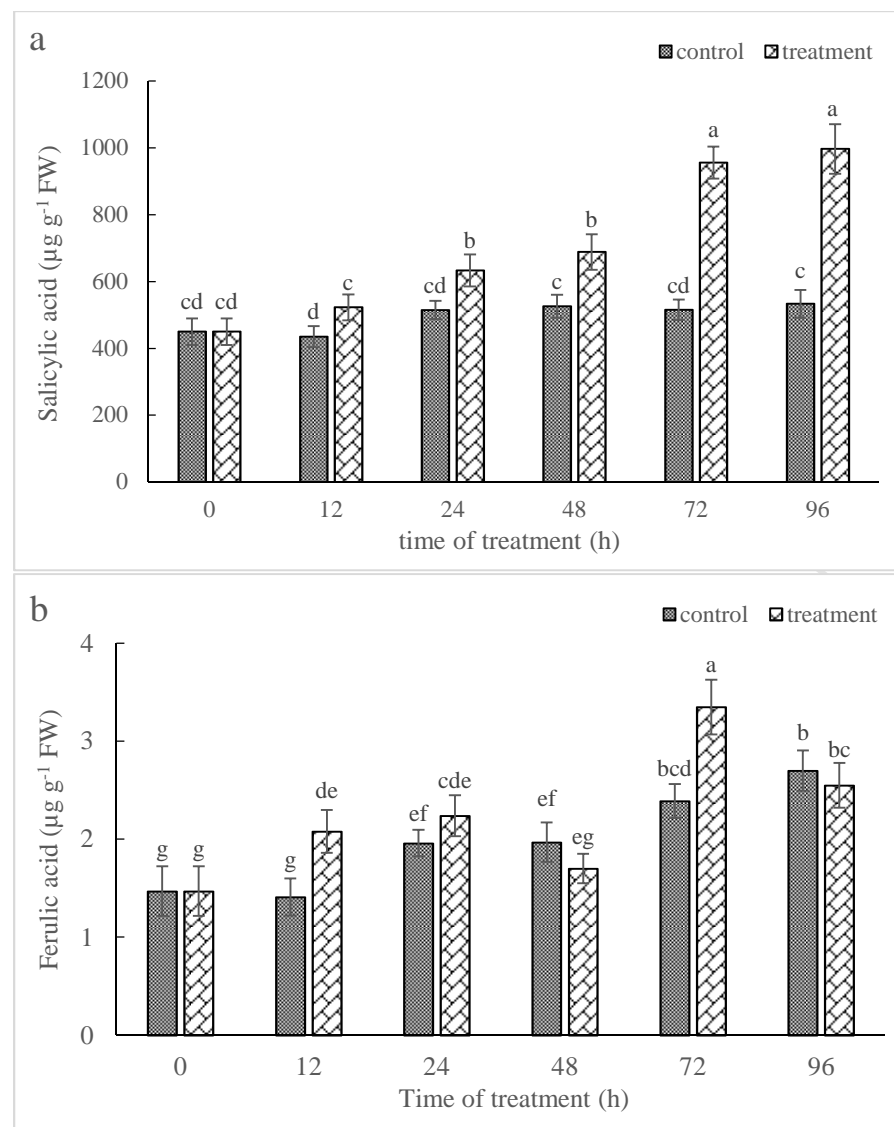 a
control treatment
1200
1000
800
600
400
200
0
Salicylic acid (µg g⁻¹ FW)
cd cd d c cd b c b cd a c a
0 12 24 48 72 96
time of treatment (h)
b
control treatment
4
3
2
1
0
Ferulic acid (µg g⁻¹ FW)
g g g de ef cde ef eg bcd a b bc
0 12 24 48 72 96
Time of treatment (h)